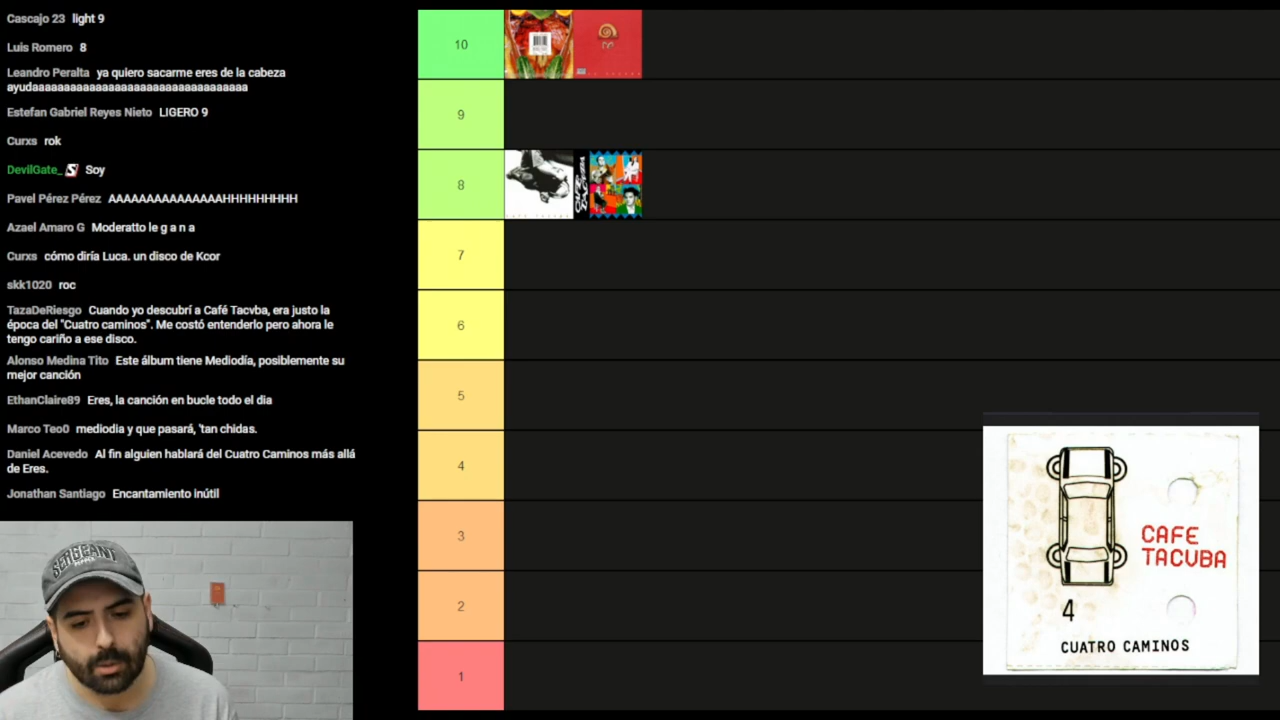 Cascajo 23 light 9
Luis Romero 8
Leandro Peralta ya quiero sacarme eres de la cabeza
ayudaaaaaaaaaaaaaaaaaaaaaaaaaaaaaaaaaa
Estefan Gabriel Reyes Nieto LIGERO 9
Curxs rok
DevilGate_ S Soy
Pavel Pérez Pérez AAAAAAAAAAAAAAAHHHHHHHHH
Azael Amaro G Moderatto le g a n a
Curxs cómo diría Luca. un disco de Kcor
skk1020 roc
TazaDeRiesgo Cuando yo descubrí a Café Tacvba, era justo la
época del "Cuatro caminos". Me costó entenderlo pero ahora le
tengo cariño a ese disco.
Alonso Medina Tito Este álbum tiene Mediodía, posiblemente su
mejor canción
EthanClaire89 Eres, la canción en bucle todo el dia
Marco Teo0 mediodia y que pasará, 'tan chidas.
Daniel Acevedo Al fin alguien hablará del Cuatro Caminos más allá
de Eres.
Jonathan Santiago Encantamiento inútil
SERGEANT
10
9
8
CAFE TACVBA
7
6
5
4
3
2
1
CAFE
TACVBA
4
CUATRO CAMINOS